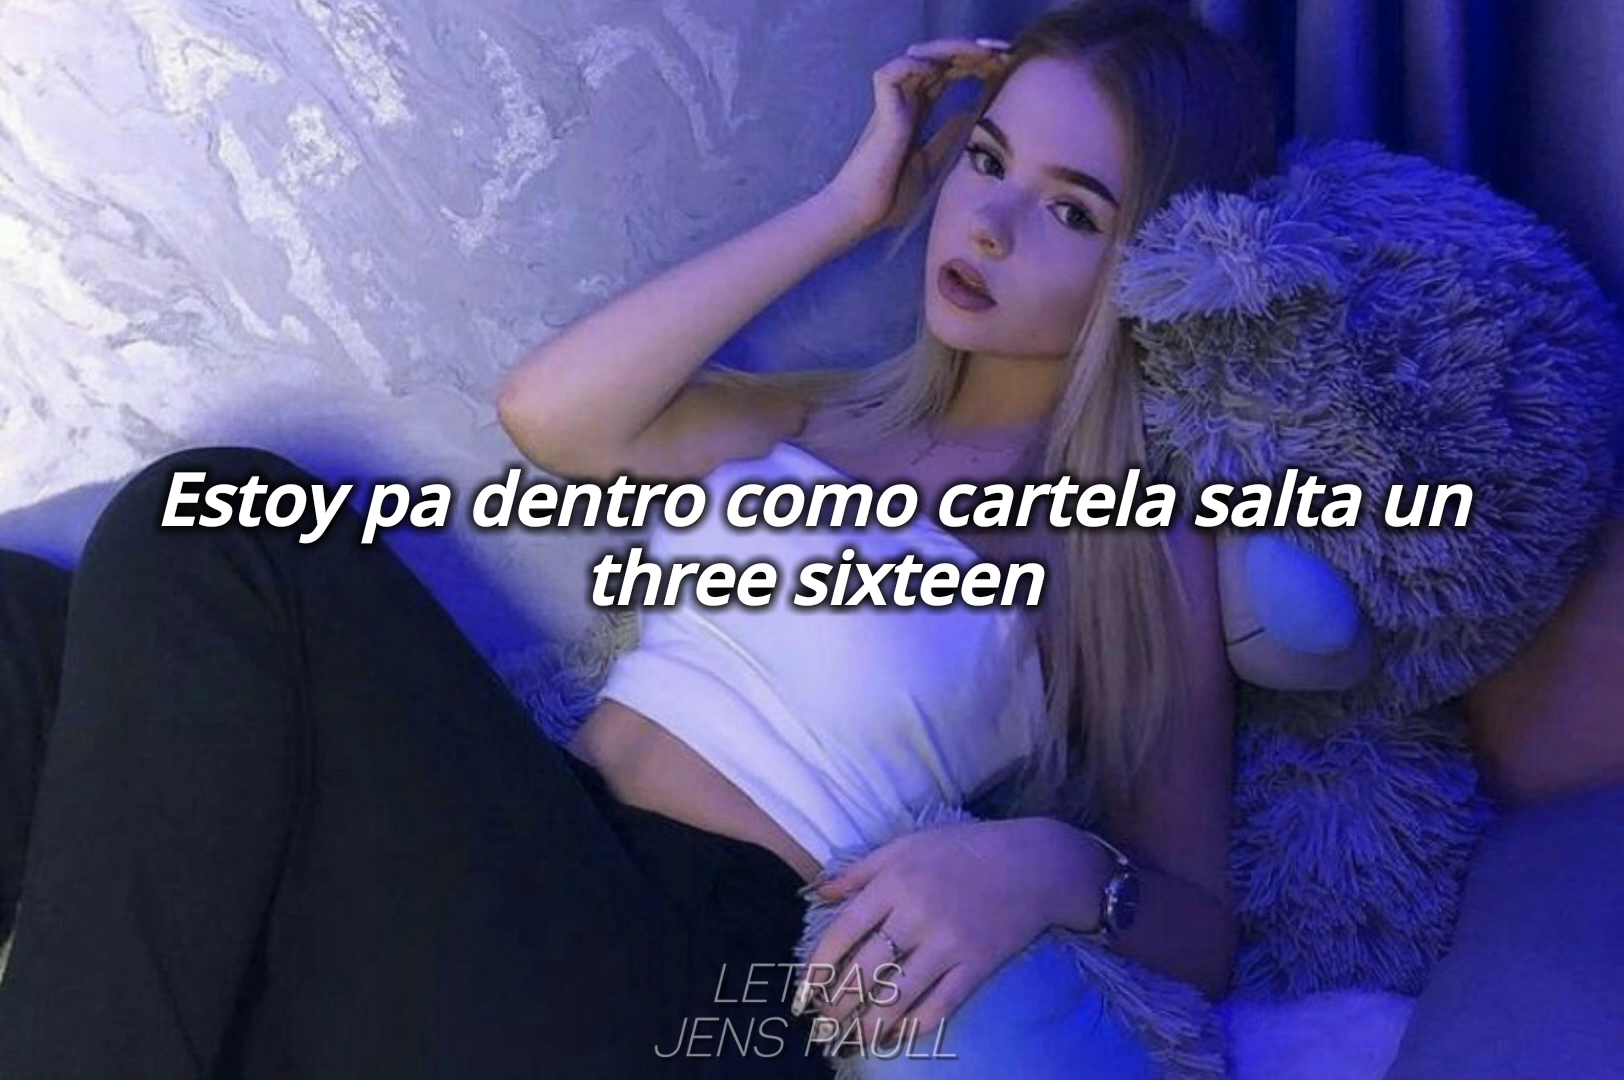 Estoy pa dentro como cartela salta un
three sixteen
LETRAS
JENS PAULL